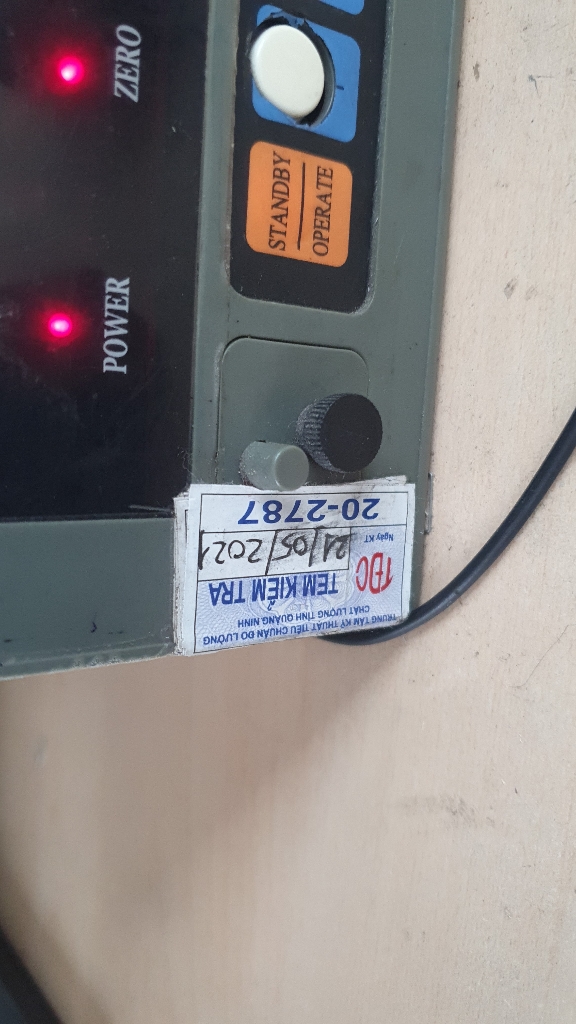 ZERO
STANDBY
OPERATE
POWER
TRUNG TÂM KỸ THUẬT TIÊU CHUẨN ĐO LƯỜNG
CHẤT LƯỢNG TỈNH QUẢNG NINH
TĐC
TEM KIỂM TRA
Ngày KT
21/05/2021
20-2787